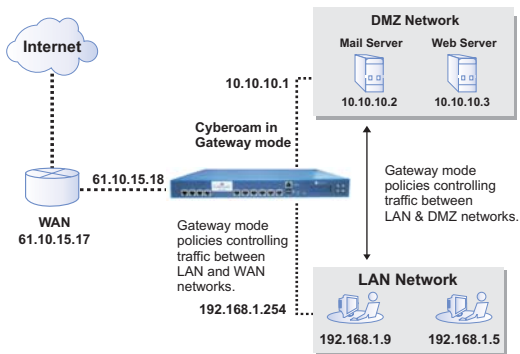 DMZ Network
Mail Server
Web Server
10.10.10.2
10.10.10.3
Internet
10.10.10.1
Cyberoam in
Gateway mode
61.10.15.18
WAN
61.10.15.17
Gateway mode
policies controlling
traffic between
LAN and WAN
networks.
Gateway mode
policies controlling
traffic between
LAN & DMZ networks.
192.168.1.254
LAN Network
192.168.1.9
192.168.1.5